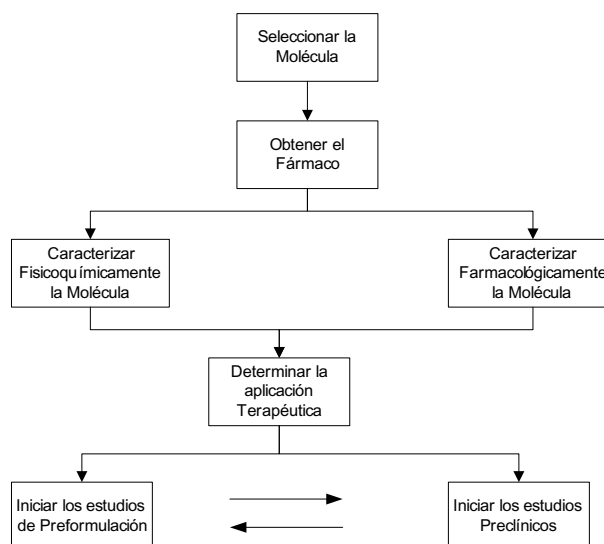 Seleccionar la
Molécula
Obtener el
Fármaco
Caracterizar
Fisicoquímicamente
la Molécula
Caracterizar
Farmacológicamente
la Molécula
Determinar la
aplicación
Terapéutica
Iniciar los estudios
de Preformulación
Iniciar los estudios
Preclínicos